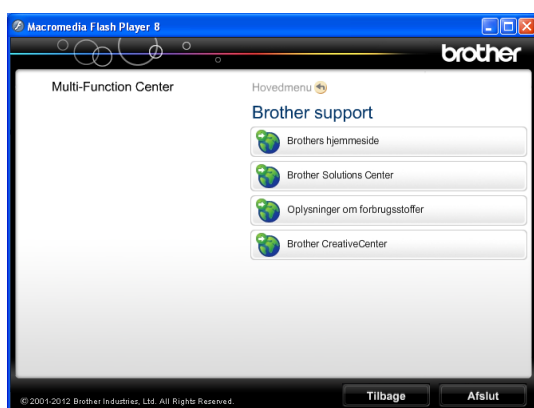 Macromedia Flash Player 8
brother
Multi-Function Center
Hovedmenu
Brother support
Brothers hjemmeside
Brother Solutions Center
Oplysninger om forbrugsstoffer
Brother CreativeCenter
© 2001-2012 Brother Industries, Ltd. All Rights Reserved.
Tilbage
Afslut